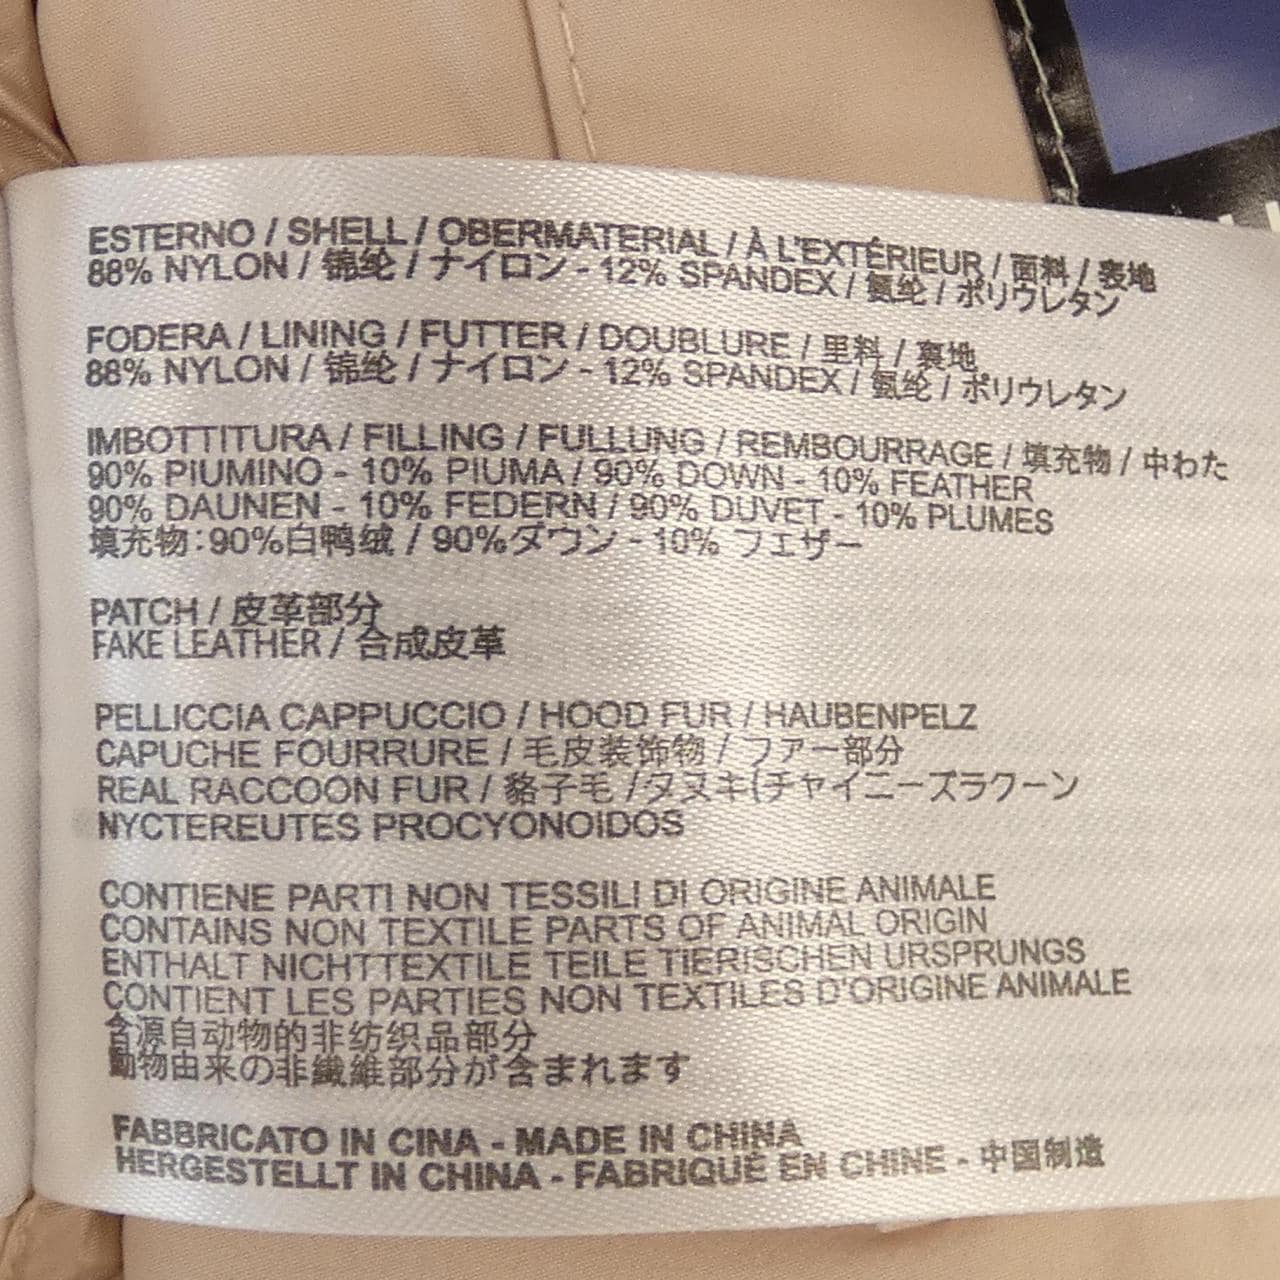 ESTERNO / SHELL / OBERMATERIAL / À L'EXTÉRIEUR / 面料 / 表地
88% NYLON / 锦纶 / ナイロン - 12% SPANDEX / 氨纶 / ポリウレタン
FODERA / LINING / FUTTER / DOUBLURE / 里料 / 裏地
88% NYLON / 锦纶 / ナイロン - 12% SPANDEX / 氨纶 / ポリウレタン
IMBOTTITURA / FILLING / FULLUNG / REMBOURRAGE / 填充物 / 中わた
90% PIUMINO - 10% PIUMA / 90% DOWN - 10% FEATHER
90% DAUNEN - 10% FEDERN / 90% DUVET - 10% PLUMES
填充物:90%白鸭绒 / 90%ダウン - 10% フェザー
PATCH / 皮革部分
FAKE LEATHER / 合成皮革
PELLICCIA CAPPUCCIO / HOOD FUR / HAUBENPELZ
CAPUCHE FOURRURE / 毛皮装饰物 / ファー部分
REAL RACCOON FUR / 貉子毛 /タヌキ(チャイニーズラクーン
NYCTEREUTES PROCYONOIDOS
CONTIENE PARTI NON TESSILI DI ORIGINE ANIMALE
CONTAINS NON TEXTILE PARTS OF ANIMAL ORIGIN
ENTHALT NICHTTEXTILE TEILE TIERISCHEN URSPRUNGS
CONTIENT LES PARTIES NON TEXTILES D'ORIGINE ANIMALE
含源自动物的非纺织品部分
動物由来の非繊維部分が含まれます
FABBRICATO IN CINA - MADE IN CHINA
HERGESTELLT IN CHINA - FABRIQUÉ EN CHINE - 中国制造